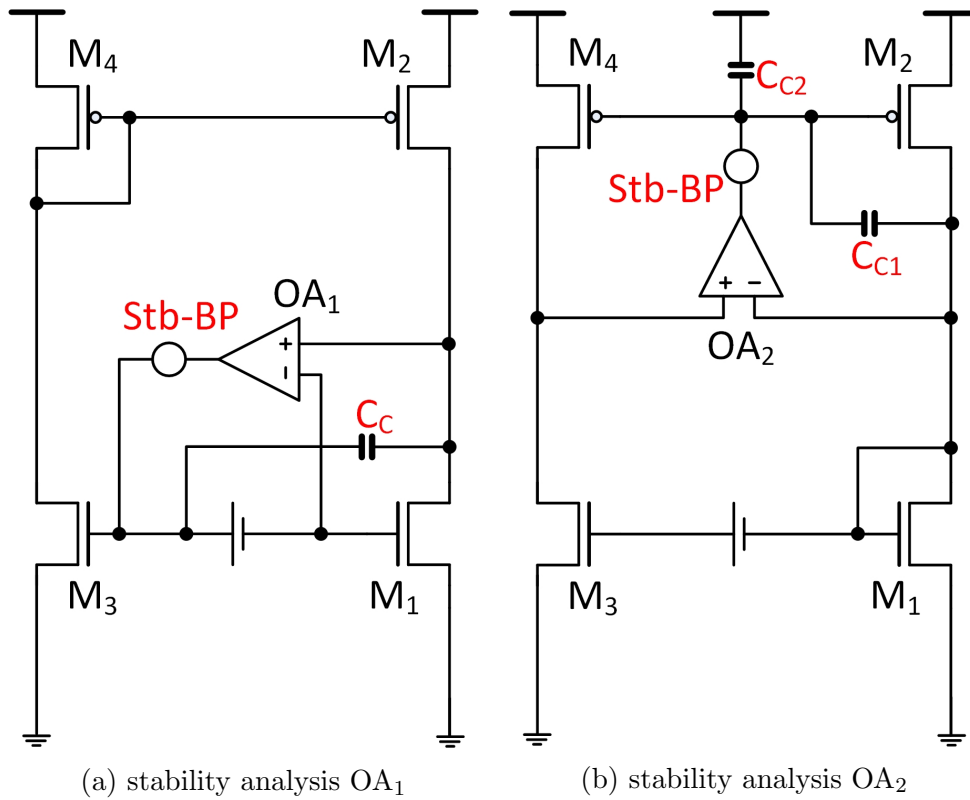 M4
M2
Stb-BP
OA1
+
−
CC
M3
M1
(a) stability analysis OA1
M4
CC2
M2
Stb-BP
CC1
+ −
OA2
M3
M1
(b) stability analysis OA2